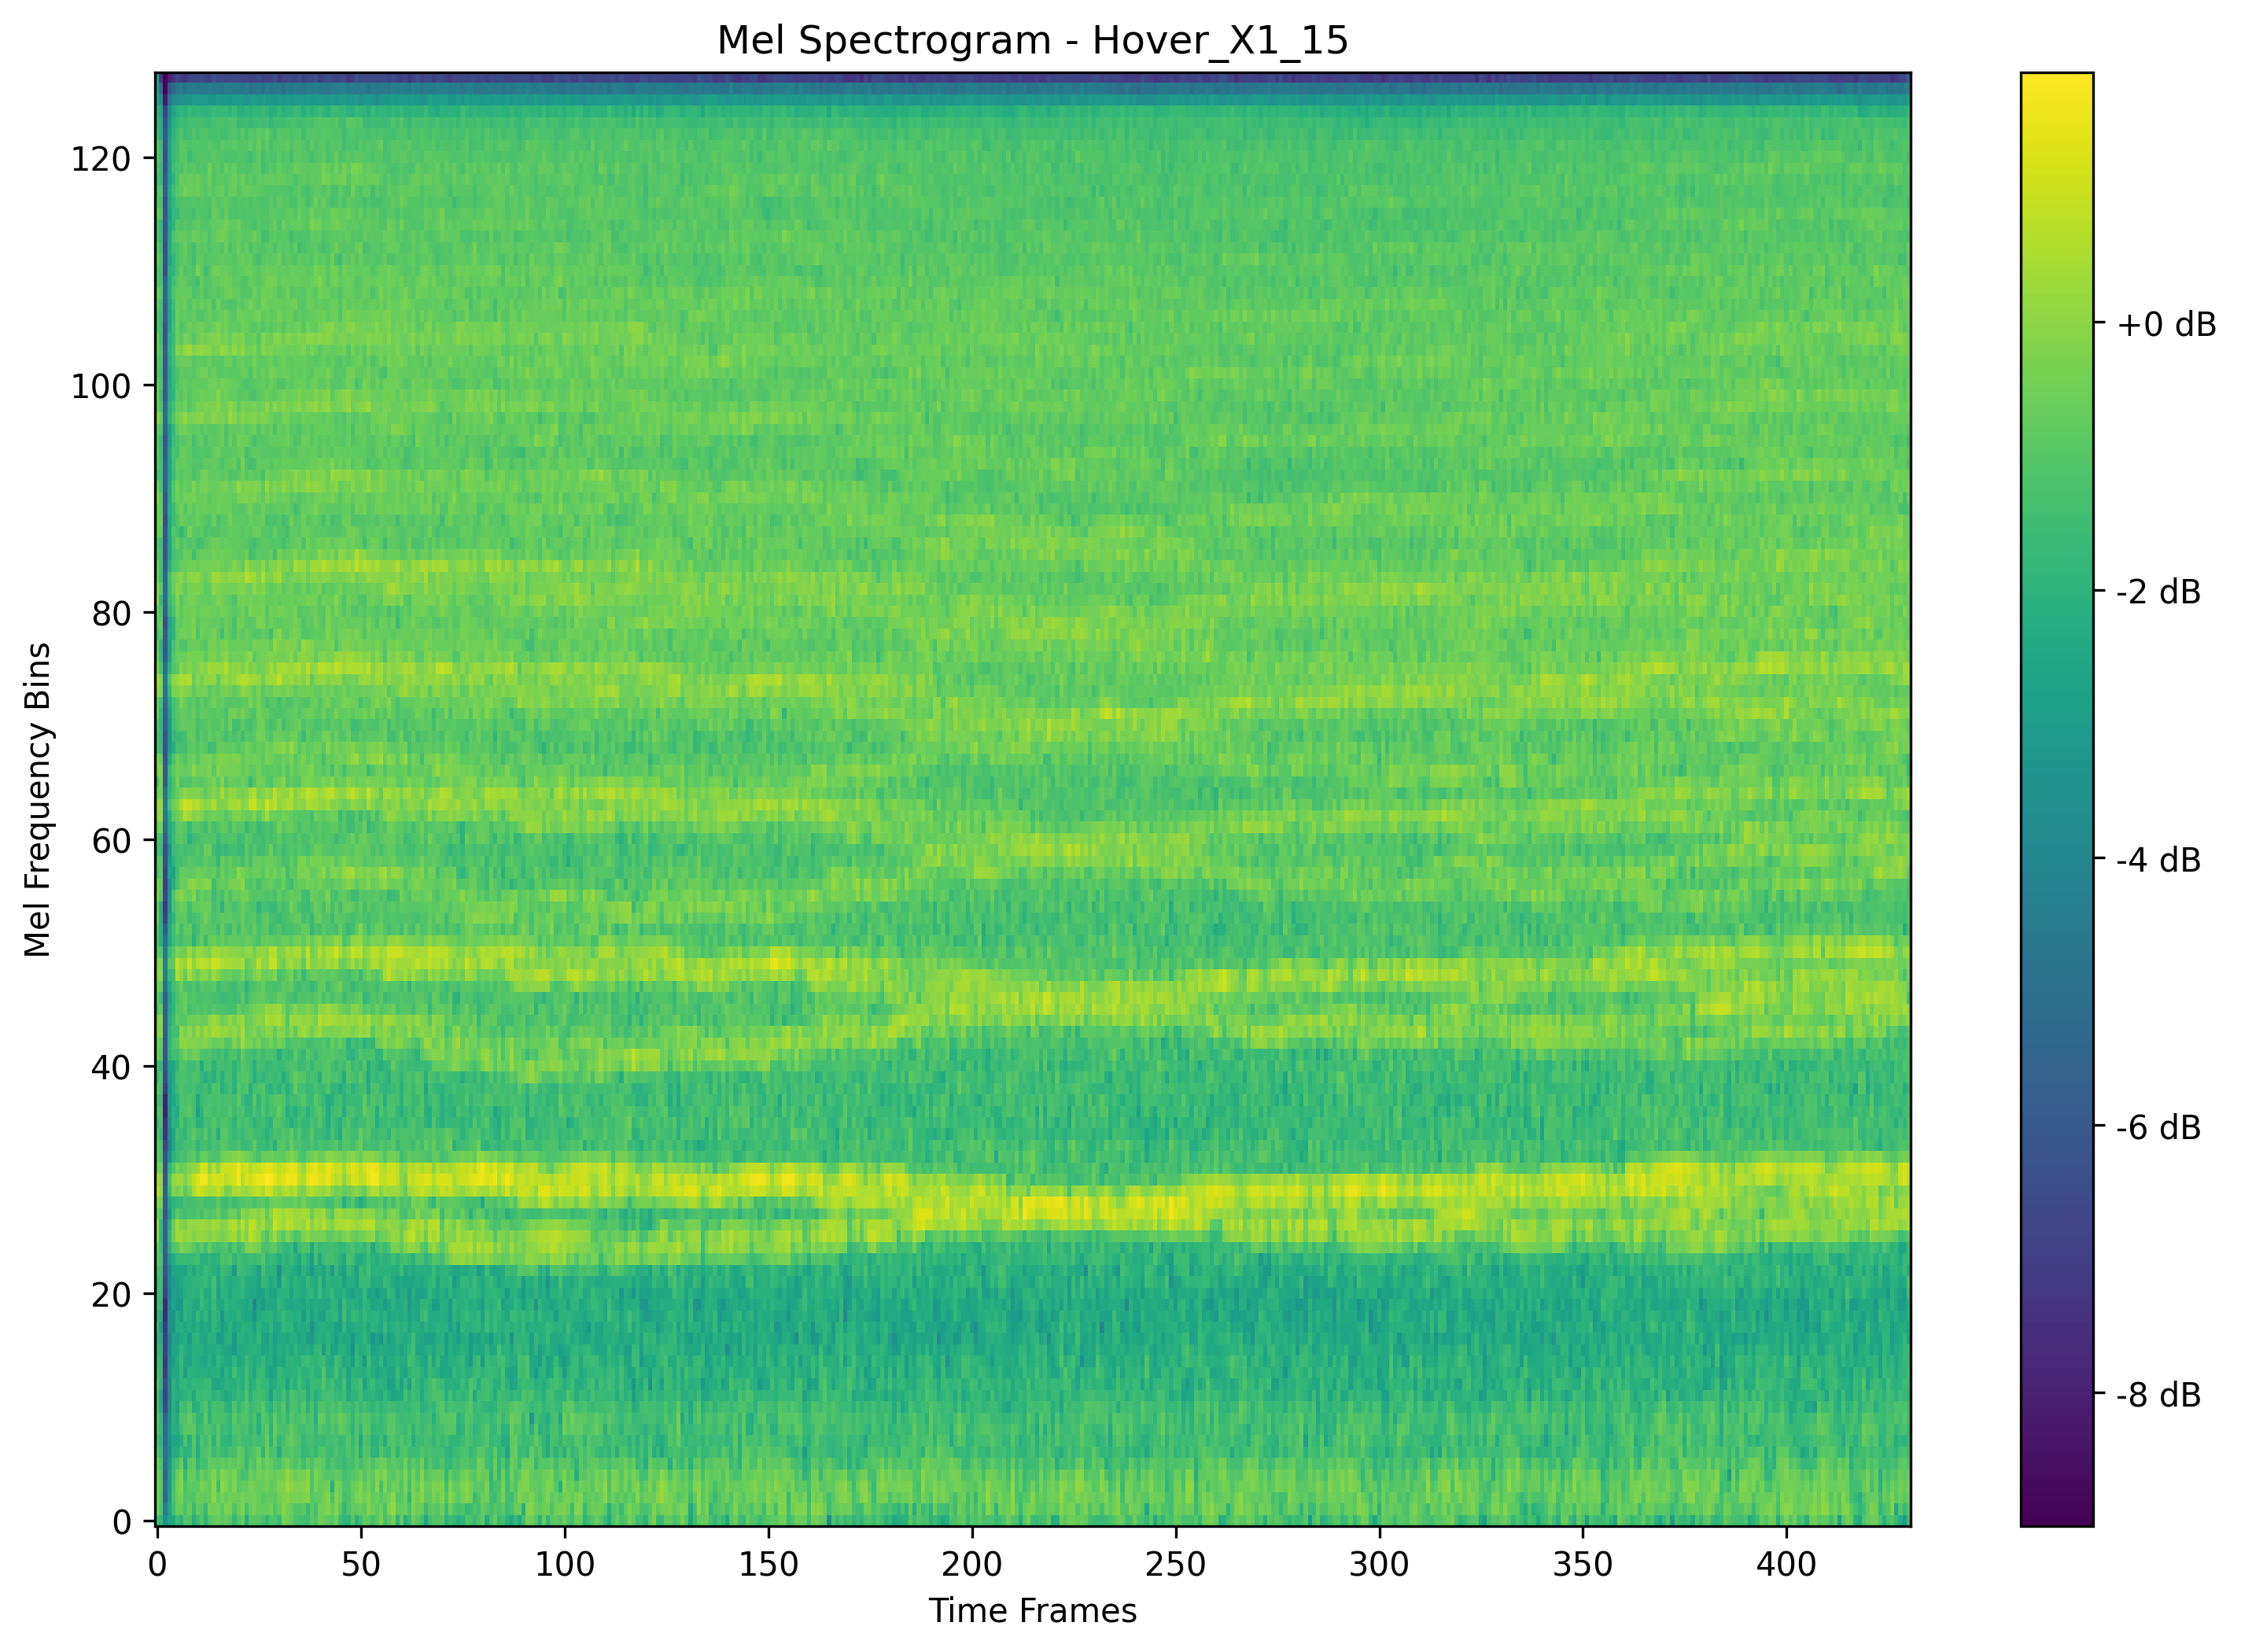 Mel Spectrogram - Hover_X1_15
Mel Frequency Bins
120
100
80
60
40
20
0
0 50 100 150 200 250 300 350 400
Time Frames
+0 dB
-2 dB
-4 dB
-6 dB
-8 dB